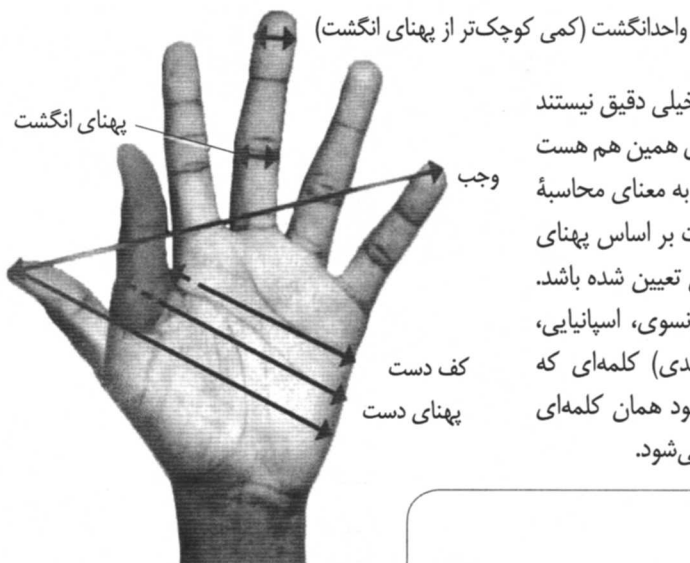 واحدانگشت (کمی کوچک‌تر از پهنای انگشت)
پهنای انگشت
وجب
کف دست
پهنای دست
خیلی دقیق نیستند
همین هم هست
به معنای محاسبهٔ
بر اساس پهنای
تعیین شده باشد.
اسپانیایی،
کلمه‌ای که
همان کلمه‌ای